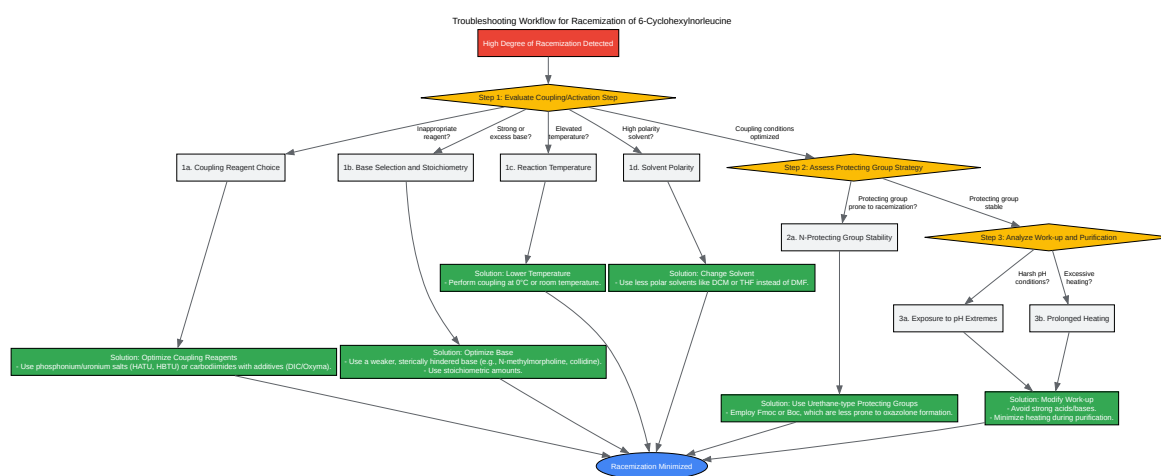 Troubleshooting Workflow for Racemization of 6-Cyclohexylnorleucine
High Degree of Racemization Detected
Step 1: Evaluate Coupling/Activation Step
Inappropriate
reagent?
Strong or
excess base?
Elevated
temperature?
High polarity
solvent?
Coupling conditions
optimized
1a. Coupling Reagent Choice
1b. Base Selection and Stoichiometry
1c. Reaction Temperature
1d. Solvent Polarity
Step 2: Assess Protecting Group Strategy
Protecting group
prone to racemization?
Protecting group
stable
2a. N-Protecting Group Stability
Step 3: Analyze Work-up and Purification
Solution: Lower Temperature
- Perform coupling at 0°C or room temperature.
Solution: Change Solvent
- Use less polar solvents like DCM or THF instead of DMF.
Harsh pH
conditions?
Excessive
heating?
3a. Exposure to pH Extremes
3b. Prolonged Heating
Solution: Optimize Coupling Reagents
- Use phosphonium/uronium salts (HATU, HBTU) or carbodiimides with additives (DIC/Oxyma).
Solution: Optimize Base
- Use a weaker, sterically hindered base (e.g., N-methylmorpholine, collidine).
- Use stoichiometric amounts.
Solution: Use Urethane-type Protecting Groups
- Employ Fmoc or Boc, which are less prone to oxazolone formation.
Solution: Modify Work-up
- Avoid strong acids/bases.
- Minimize heating during purification.
Racemization Minimized